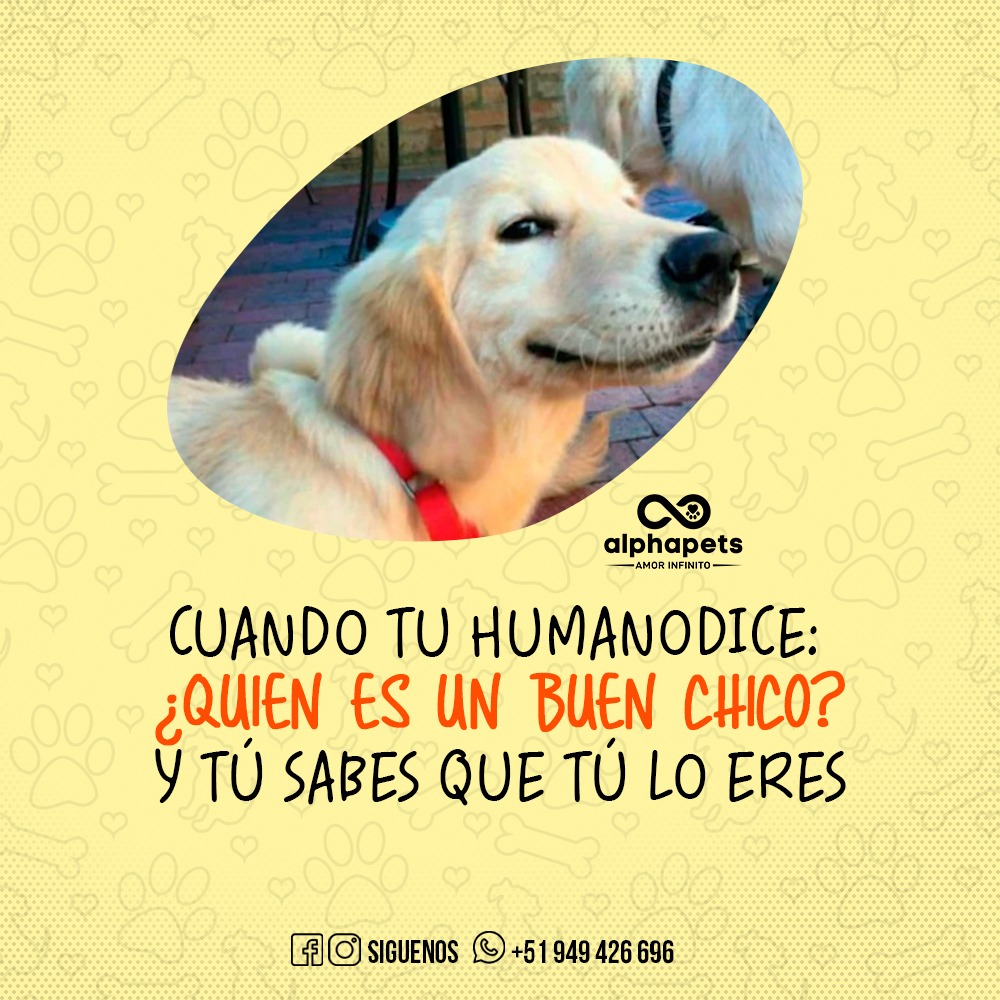 alphapets
AMOR INFINITO
CUANDO TU HUMANODICE:
¿QUIEN ES UN BUEN CHICO?
Y TÚ SABES QUE TÚ LO ERES
SIGUENOS +51 949 426 696